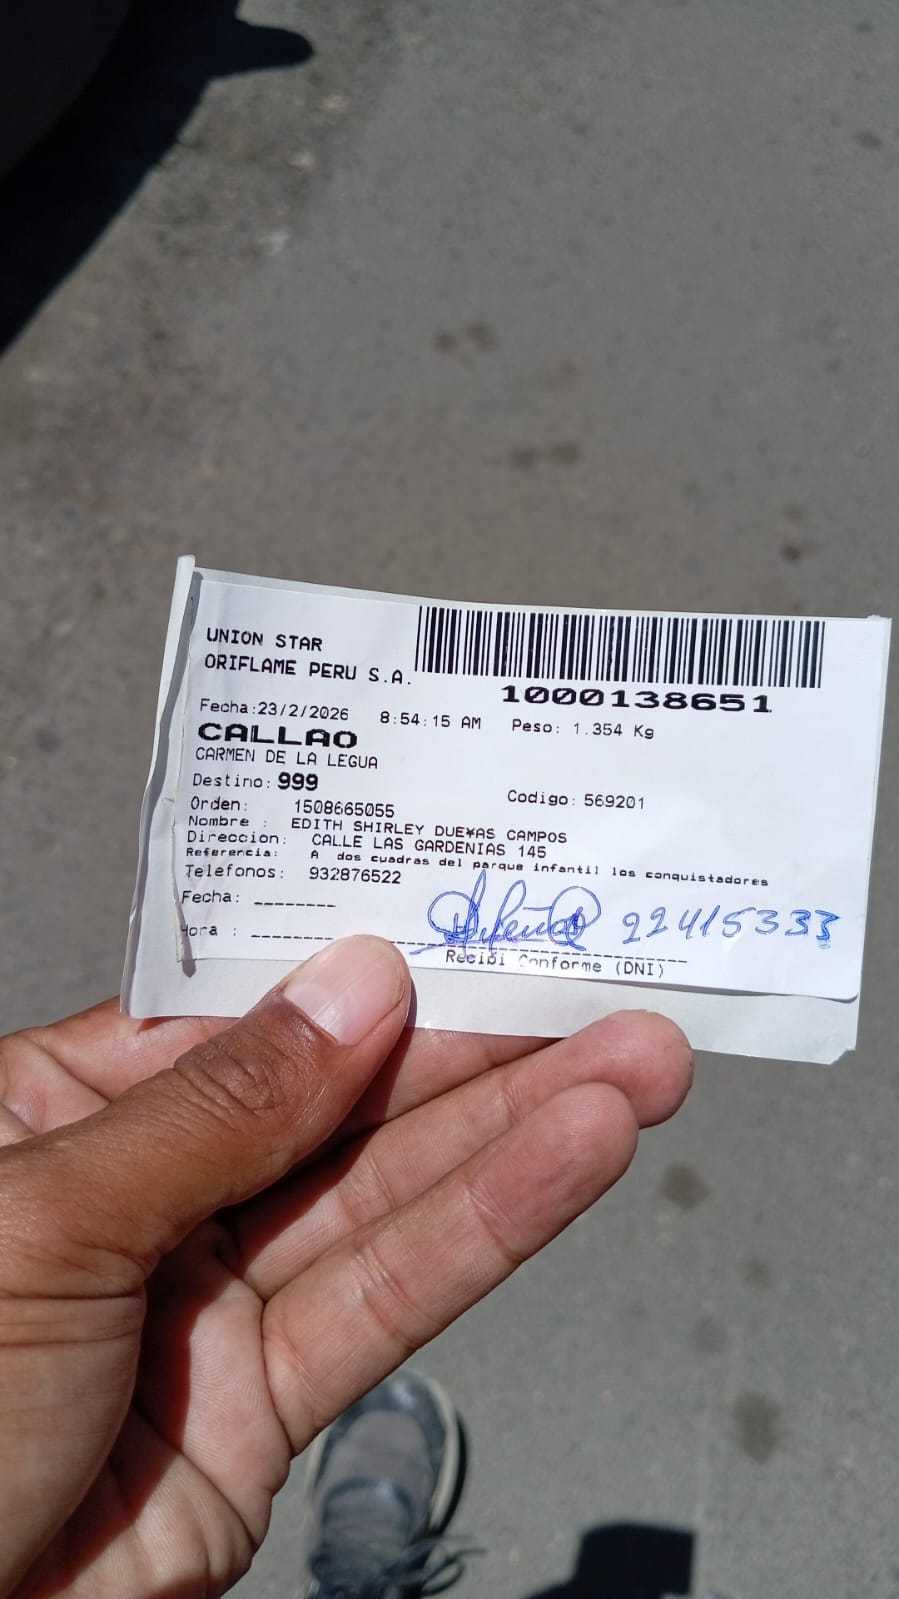 UNION STAR
ORIFLAME PERU S.A.
1000138651
Fecha:23/2/2026 8:54:15 AM Peso: 1.354 Kg
CALLAO
CARMEN DE LA LEGUA
Destino: 999 Codigo: 569201
Orden: 1508665055
Nombre : EDITH SHIRLEY DUE¥AS CAMPOS
Direccion: CALLE LAS GARDENIAS 145
Referencia: A dos cuadras del parque infantil los conquistadores
Telefonos: 932876522
Fecha: ________
Hora : ________ 22415333
Recibi Conforme (DNI)